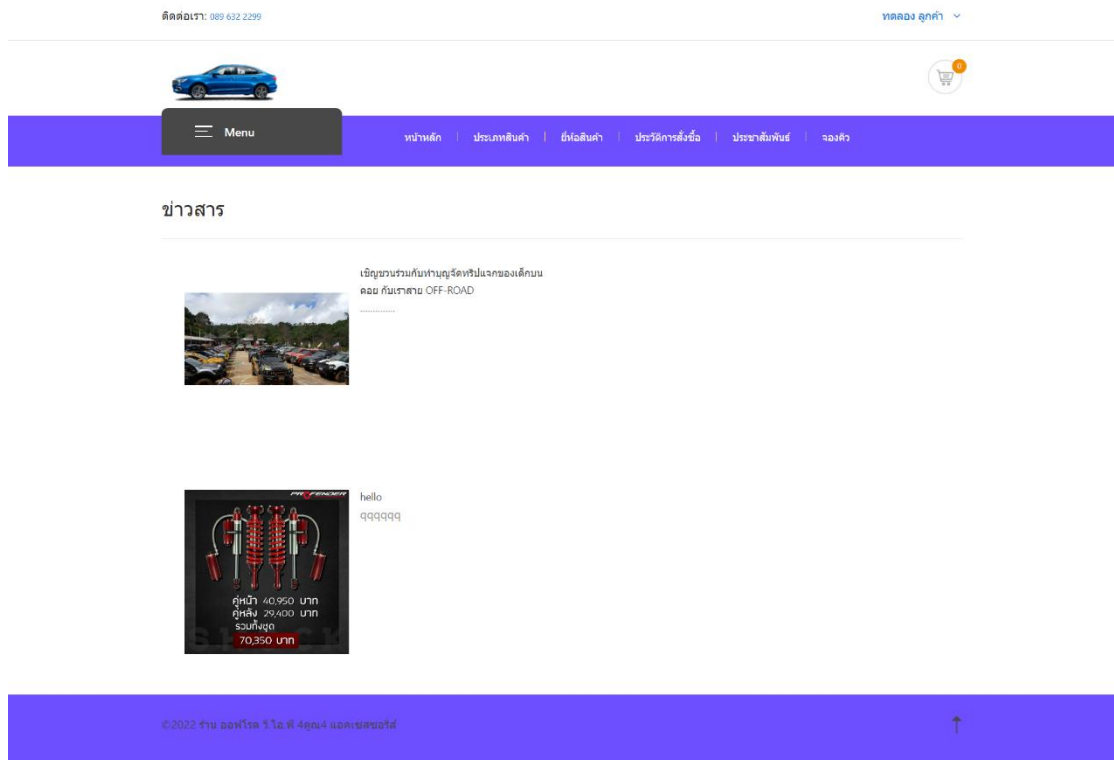 ติดต่อเรา: 089 632 2299
ทดลอง ลูกค้า
0
Menu
หน้าหลัก
ประเภทสินค้า
ยี่ห้อสินค้า
ประวัติการสั่งซื้อ
ประชาสัมพันธ์
จองคิว
ข่าวสาร
เชิญชวนร่วมกับทำบุญจัดทริปแจกของเด็กบน
ดอย กับเราสาย OFF-ROAD
..............
PROFENDER
hello
qqqqqq
คู่หน้า 40,950 บาท
คู่หลัง 29,400 บาท
รวมทั้งชุด
70,350 บาท
©2022 ร้าน ออฟโรด วี.ไอ.พี 4คูณ4 แอคเซสซอรี่ส์